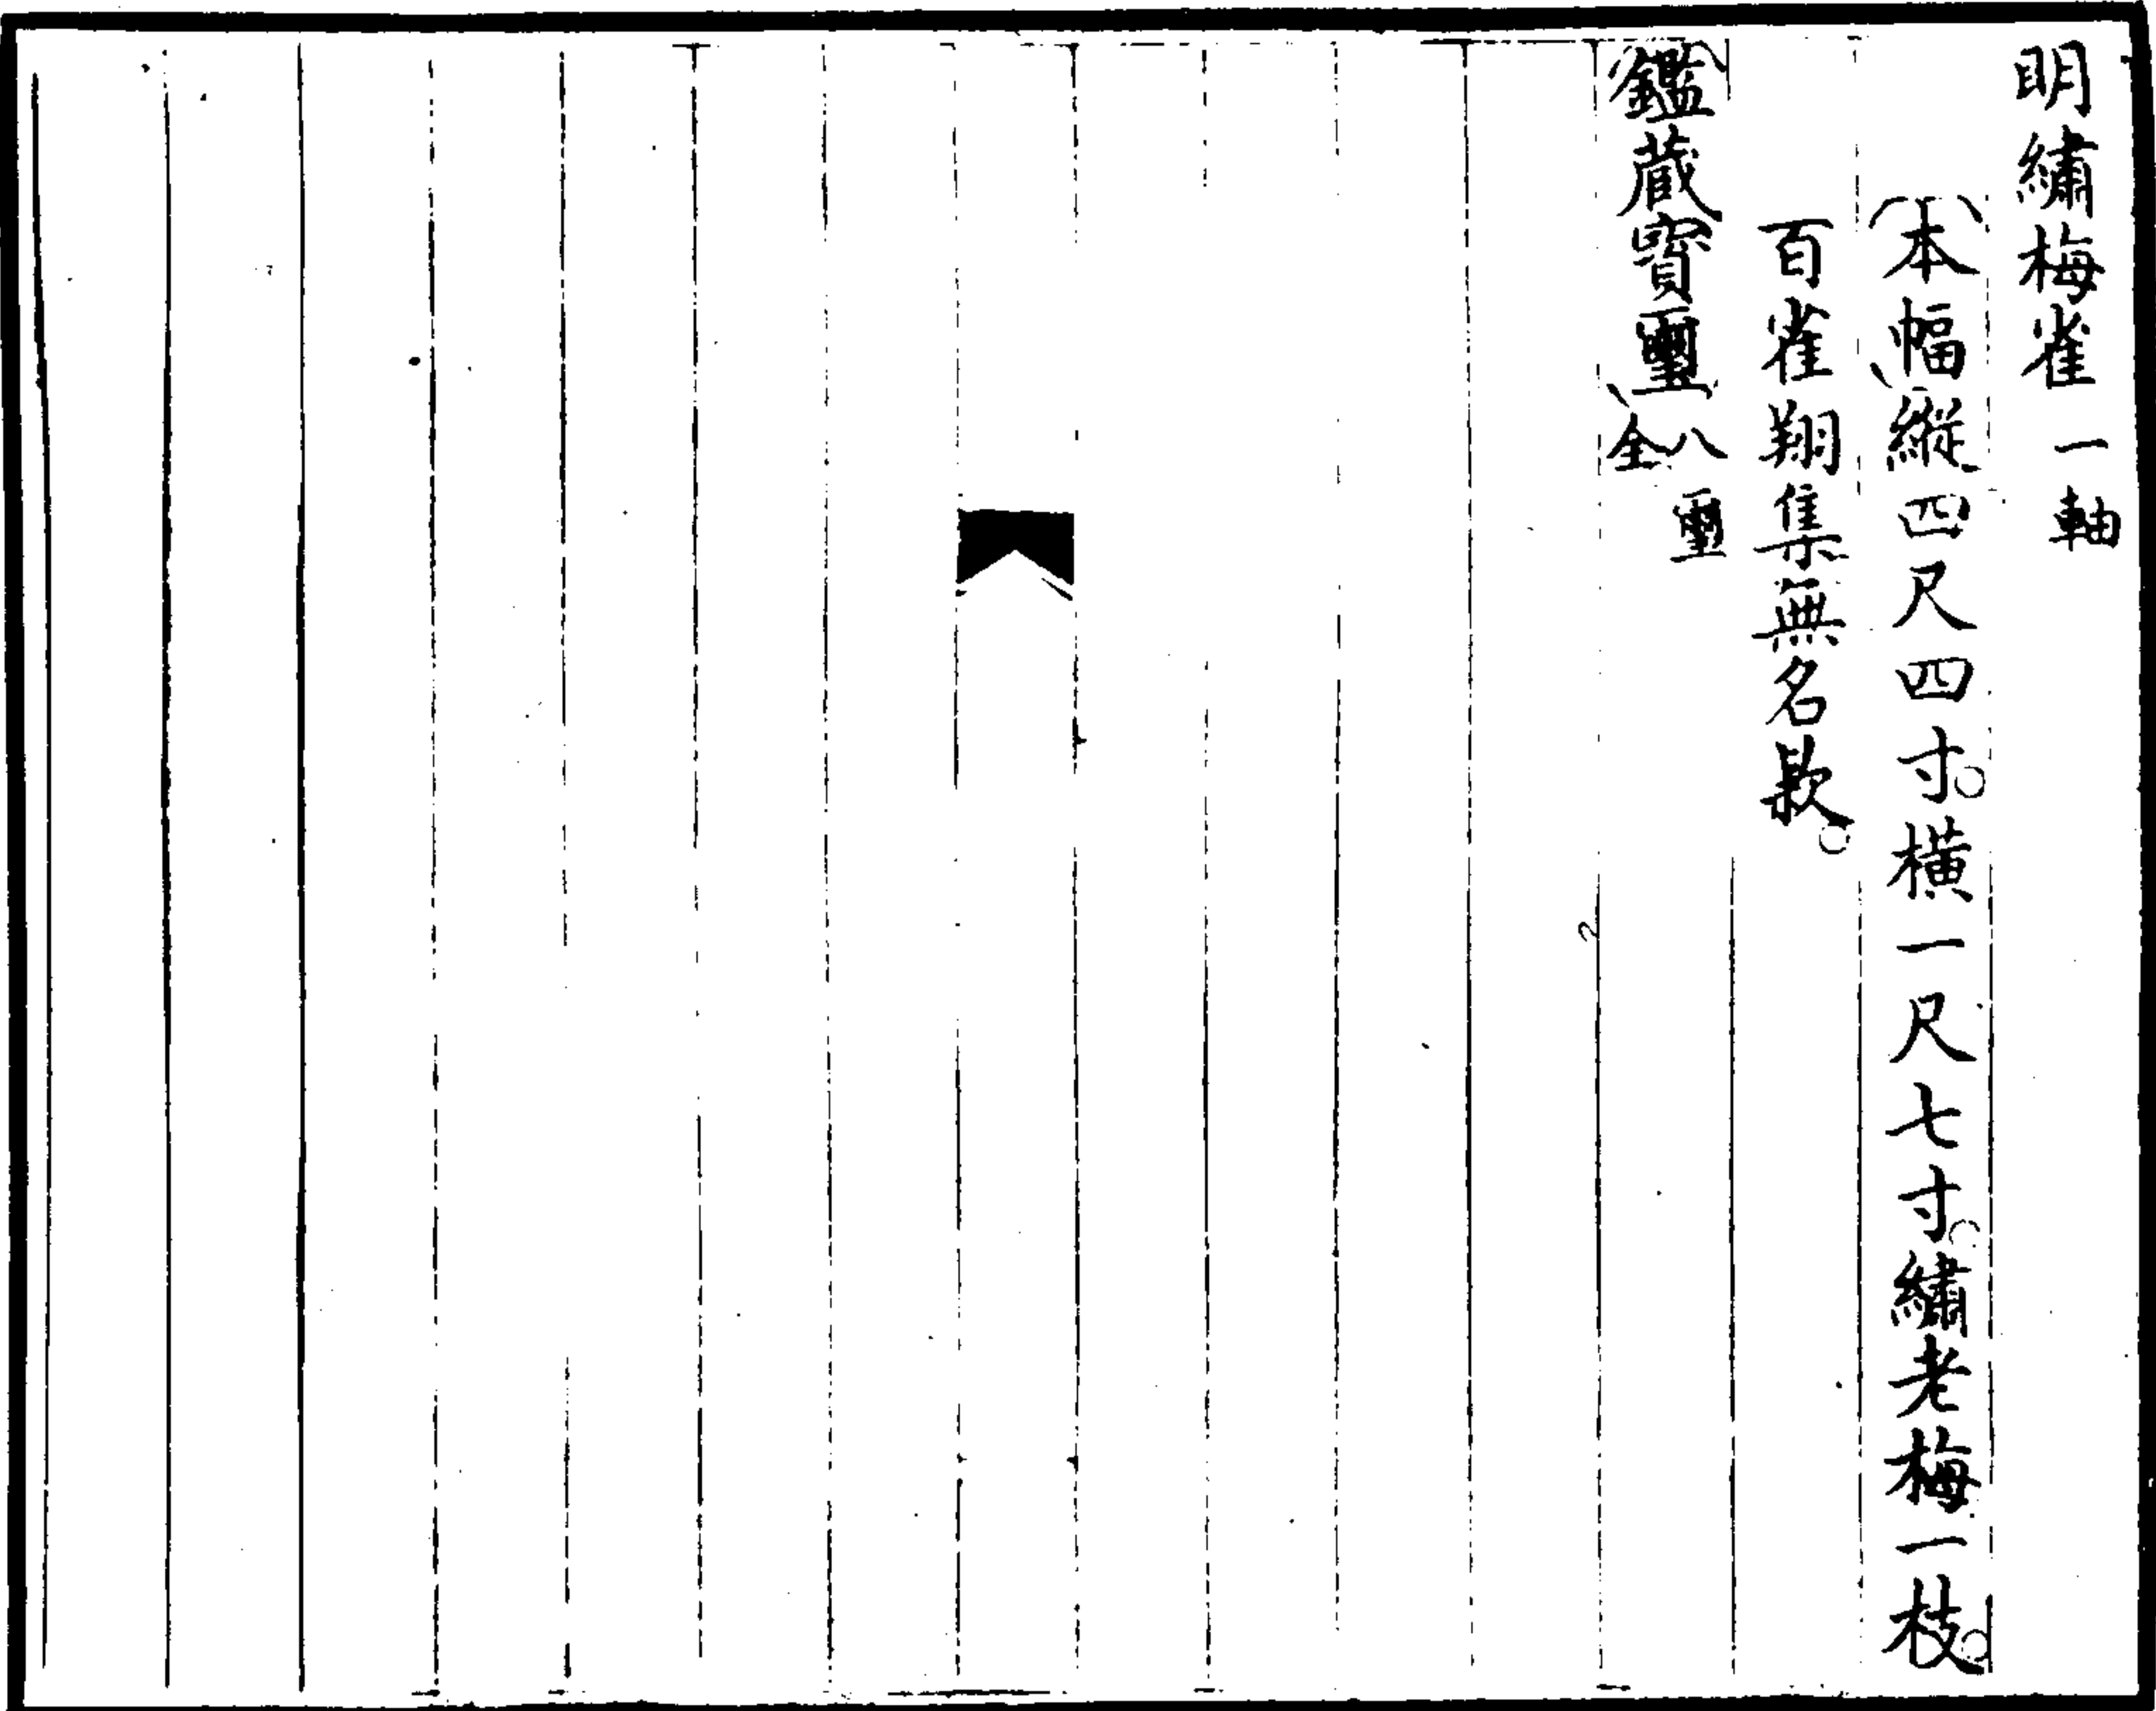 明繡梅雀一軸
(本幅)縱四尺四寸。橫一尺七寸。繡老梅一枝。
百雀翔集無名款。
(鑑藏寶璽)八璽全